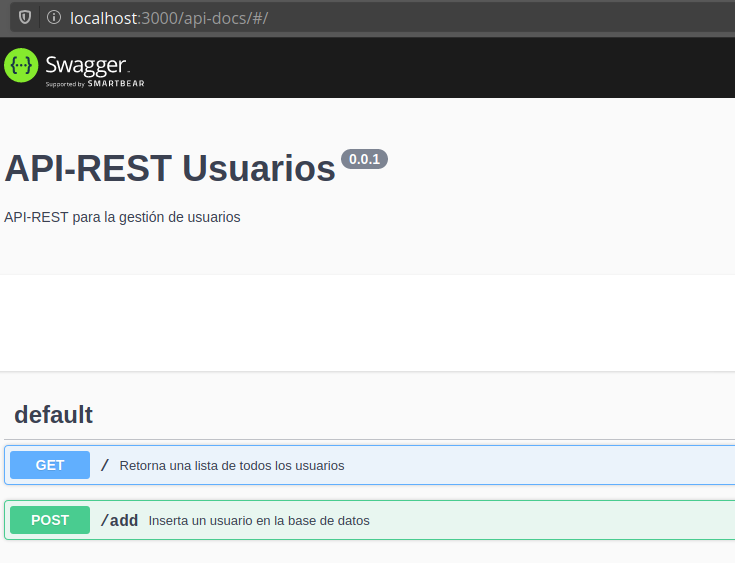 localhost:3000/api-docs/#/
{···} Swagger
Supported by SMARTBEAR
API-REST Usuarios 0.0.1
API-REST para la gestión de usuarios
default
GET / Retorna una lista de todos los usuarios
POST /add Inserta un usuario en la base de datos